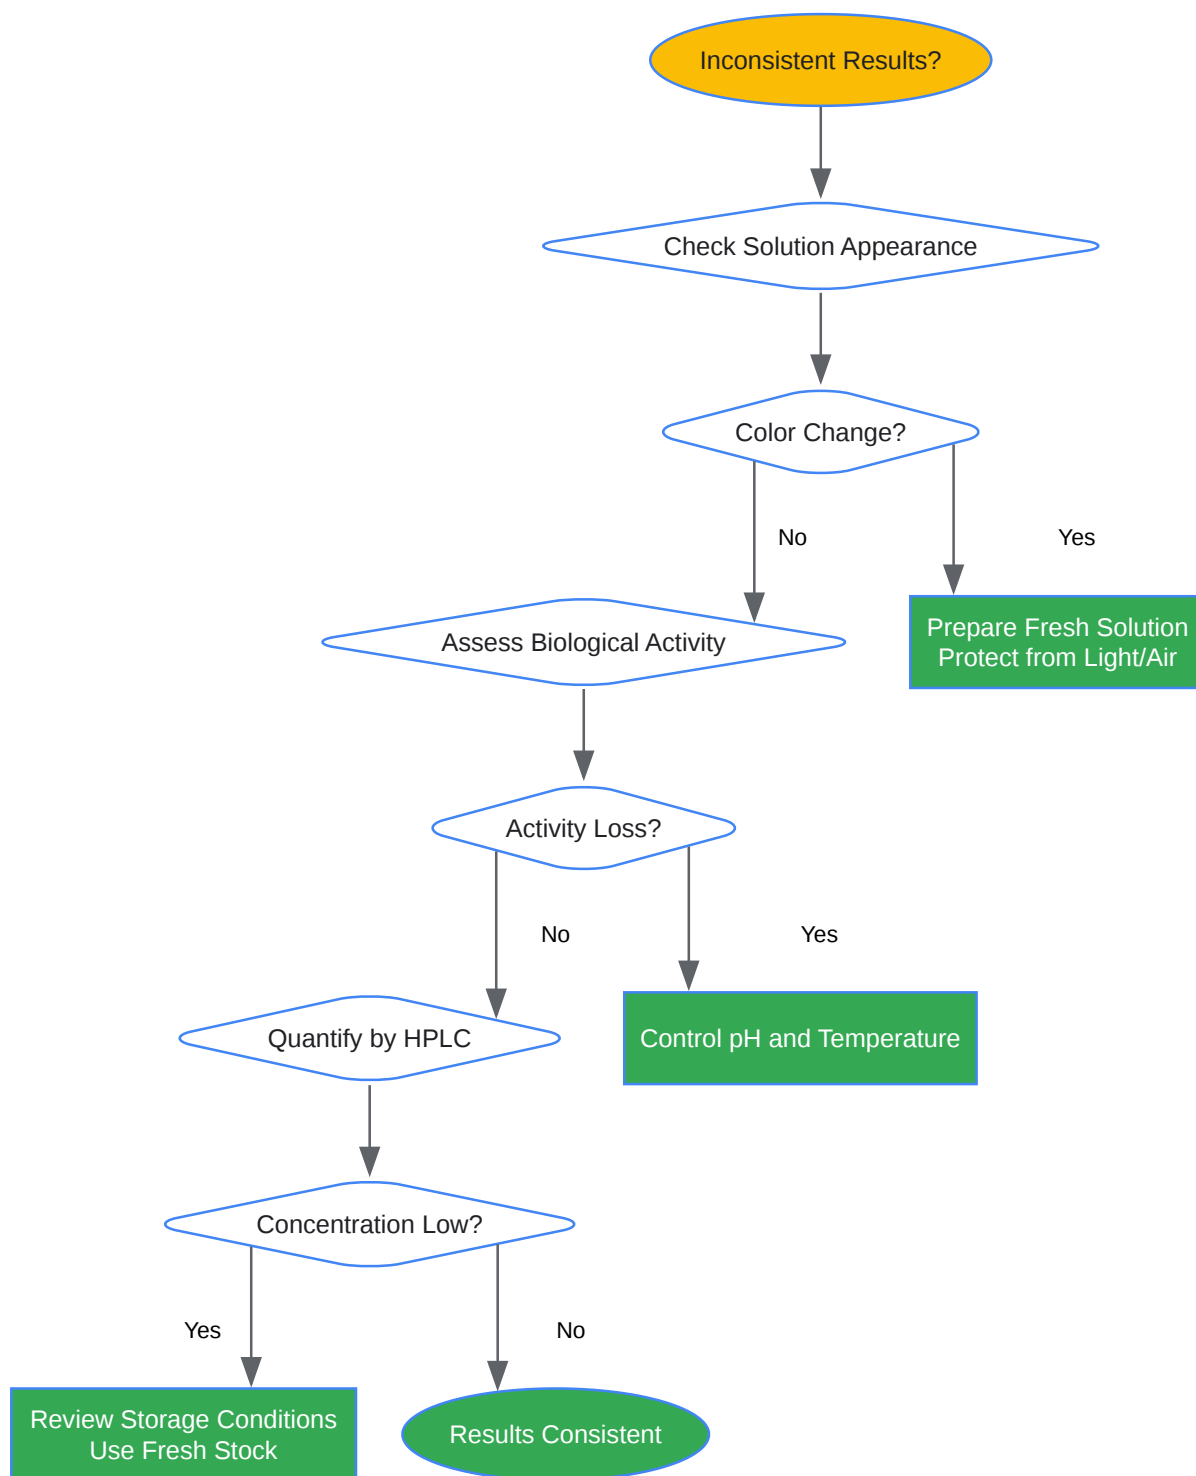 Inconsistent Results?
Check Solution Appearance
Color Change?
No
Yes
Prepare Fresh Solution
Protect from Light/Air
Assess Biological Activity
Activity Loss?
No
Yes
Quantify by HPLC
Control pH and Temperature
Concentration Low?
Yes
No
Review Storage Conditions
Use Fresh Stock
Results Consistent